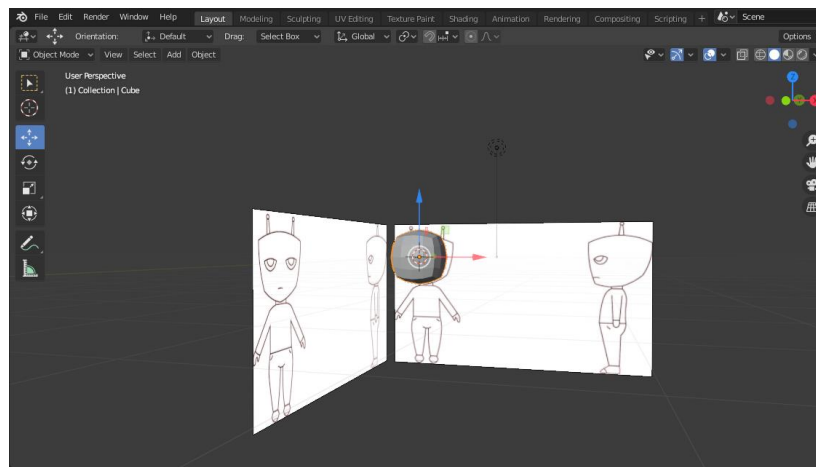 File Edit Render Window Help Layout Modeling Sculpting UV Editing Texture Paint Shading Animation Rendering Compositing Scripting + Scene
Orientation: Default Drag: Select Box Global Options
Object Mode View Select Add Object
User Perspective
(1) Collection | Cube
Z